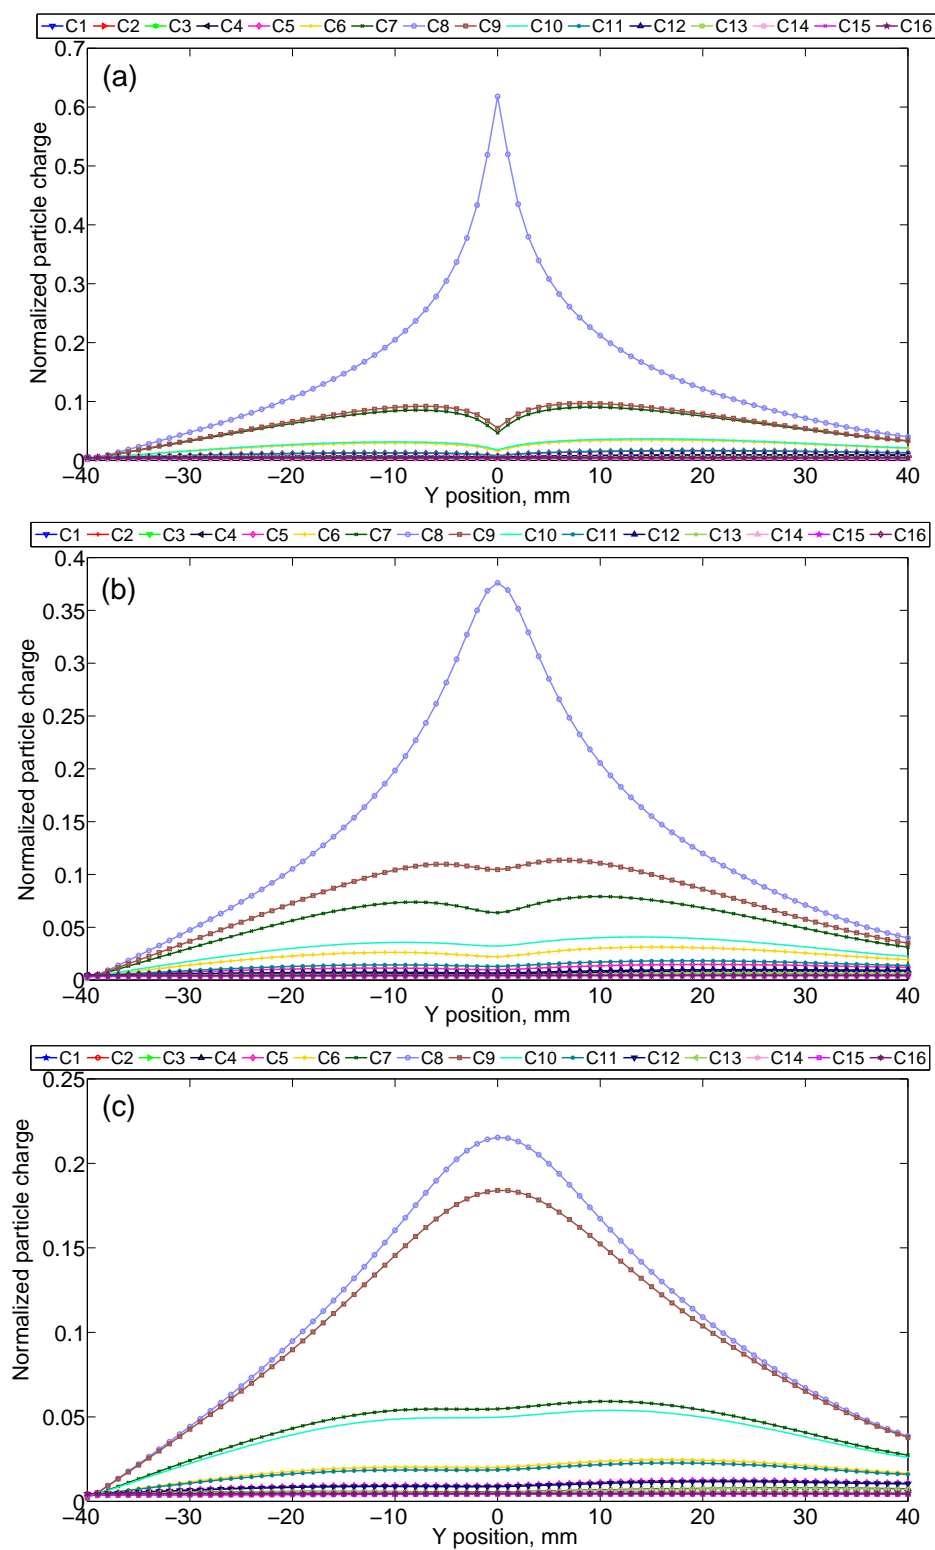 C1 C2 C3 C4 C5 C6 C7 C8 C9 C10 C11 C12 C13 C14 C15 C16
(a)
Normalized particle charge
0.7
0.6
0.5
0.4
0.3
0.2
0.1
0
−40 −30 −20 −10 0 10 20 30 40
Y position, mm
C1 C2 C3 C4 C5 C6 C7 C8 C9 C10 C11 C12 C13 C14 C15 C16
(b)
Normalized particle charge
0.4
0.35
0.3
0.25
0.2
0.15
0.1
0.05
0
−40 −30 −20 −10 0 10 20 30 40
Y position, mm
C1 C2 C3 C4 C5 C6 C7 C8 C9 C10 C11 C12 C13 C14 C15 C16
(c)
Normalized particle charge
0.25
0.2
0.15
0.1
0.05
0
−40 −30 −20 −10 0 10 20 30 40
Y position, mm